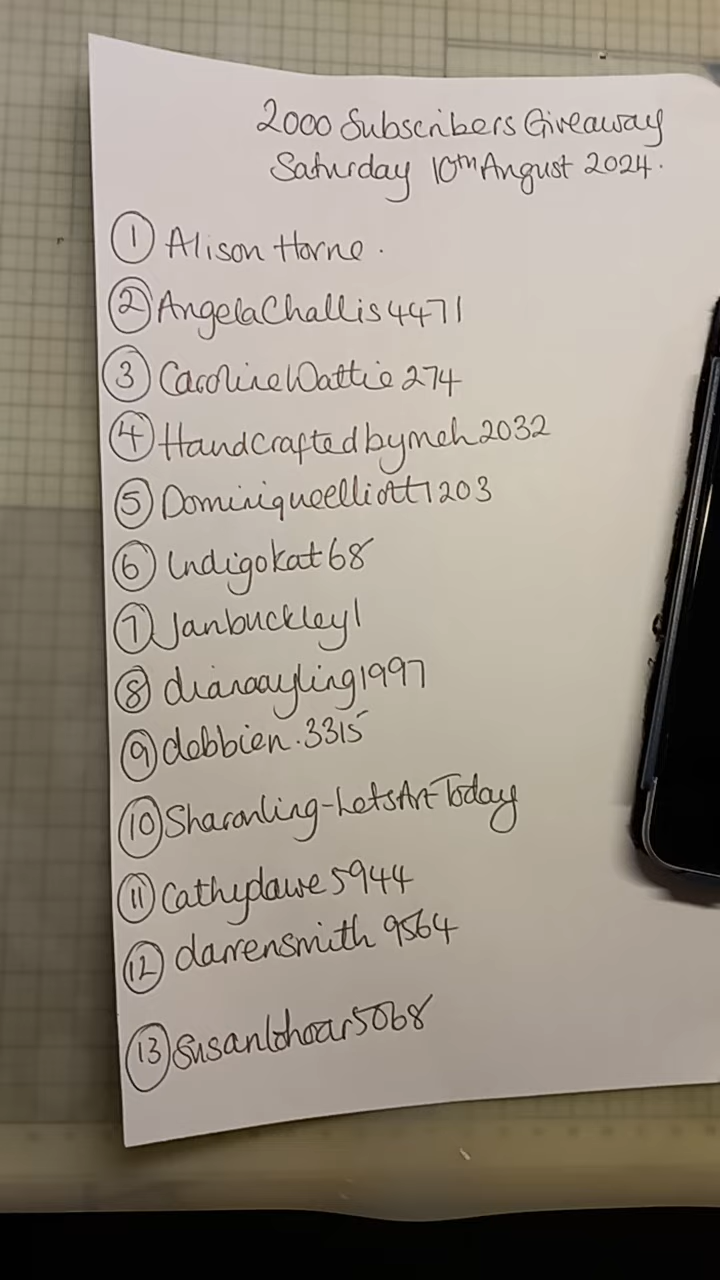 2000 Subscribers Giveaway
Saturday 10th August 2024.
1 Alison Horne.
2 AngelaChallis4471
3 CarolineWattie274
4 Handcraftedbymeh2032
5 Dominiqueelliott1203
6 Indigokat68
7 Janbuckley1
8 dianaayling1997
9 debbien.3315
10 Sharonling-LetsArtToday
11 Cathydawe5944
12 darrensmith9564
13 Susanlohoar5068